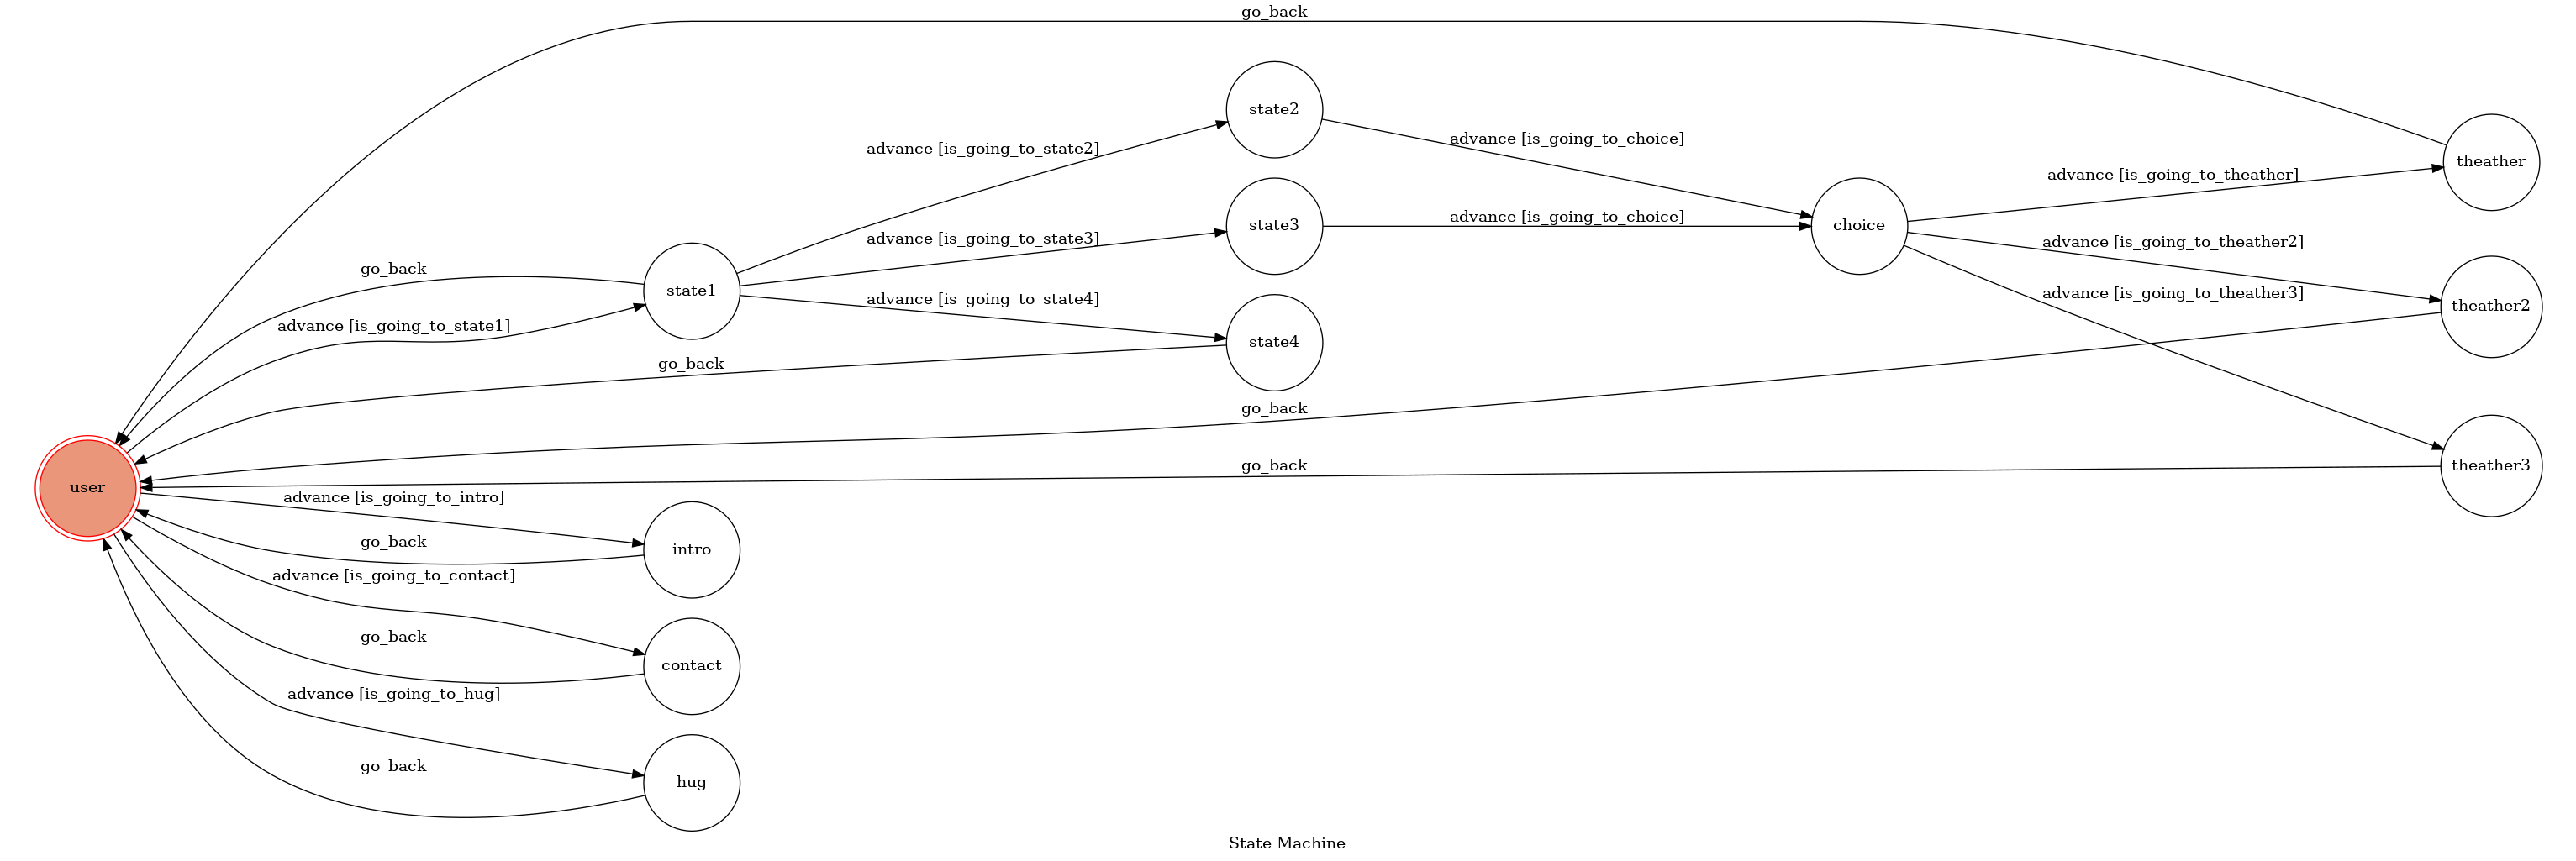 go_back
state2
advance [is_going_to_state2]
advance [is_going_to_choice]
theather
advance [is_going_to_theather]
advance [is_going_to_choice]
state3
choice
advance [is_going_to_state3]
advance [is_going_to_theather2]
go_back
state1
advance [is_going_to_state4]
advance [is_going_to_theather3]
theather2
advance [is_going_to_state1]
state4
go_back
go_back
go_back
theather3
user
advance [is_going_to_intro]
go_back
intro
advance [is_going_to_contact]
go_back
contact
advance [is_going_to_hug]
go_back
hug
State Machine